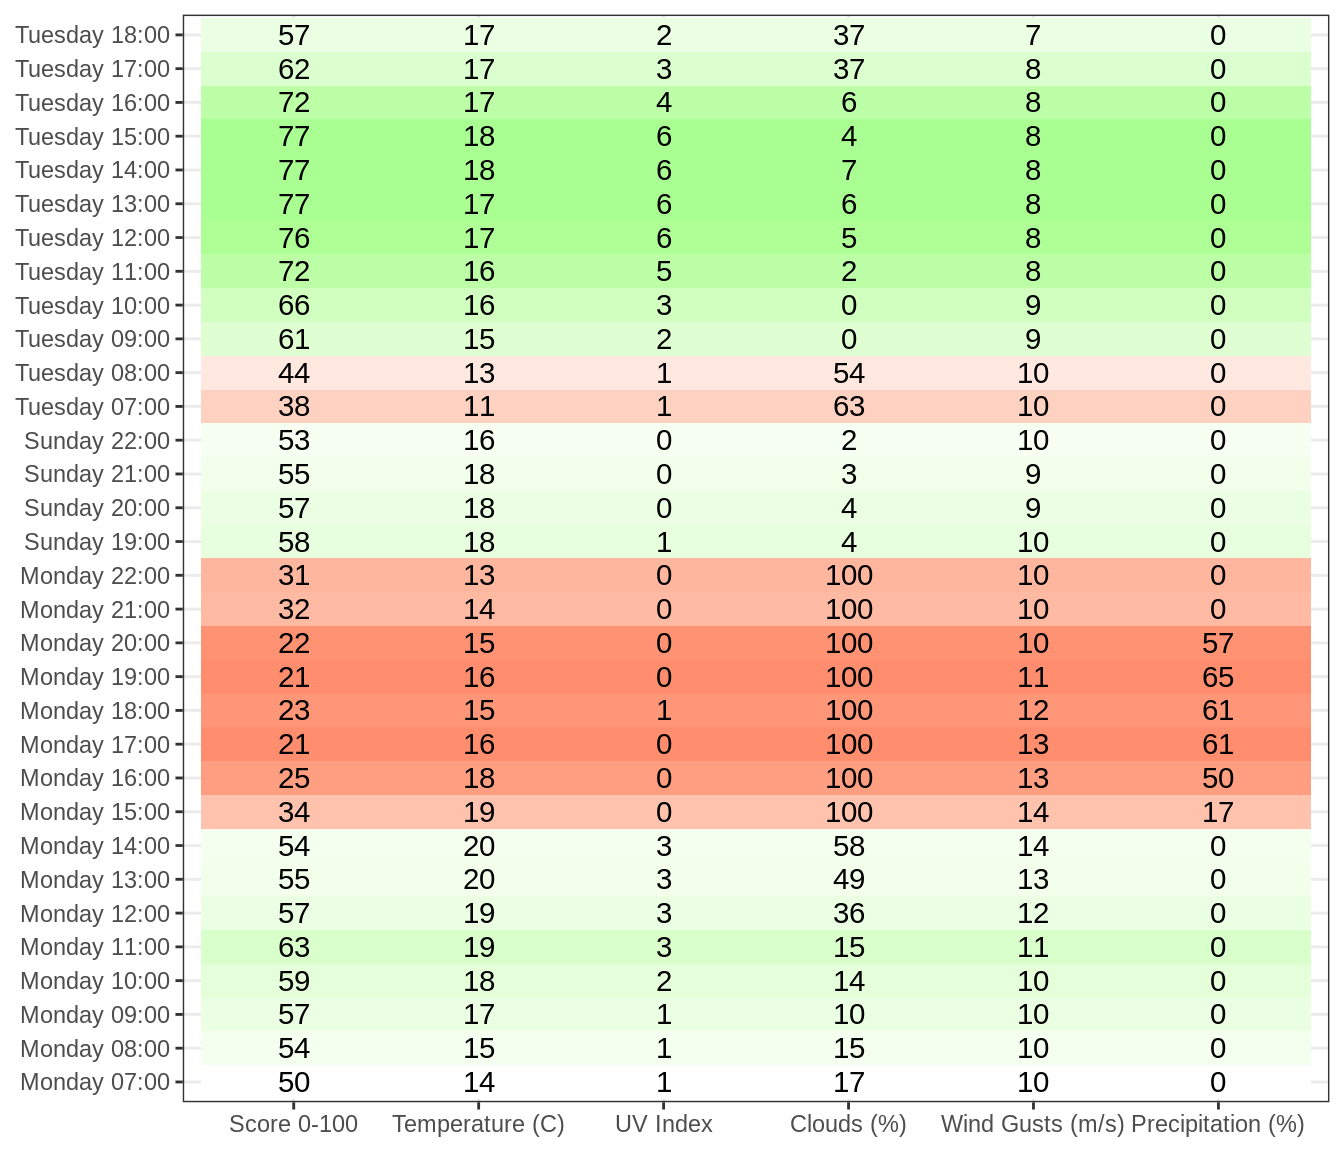 Tuesday 18:00 57 17 2 37 7 0
Tuesday 17:00 62 17 3 37 8 0
Tuesday 16:00 72 17 4 6 8 0
Tuesday 15:00 77 18 6 4 8 0
Tuesday 14:00 77 18 6 7 8 0
Tuesday 13:00 77 17 6 6 8 0
Tuesday 12:00 76 17 6 5 8 0
Tuesday 11:00 72 16 5 2 8 0
Tuesday 10:00 66 16 3 0 9 0
Tuesday 09:00 61 15 2 0 9 0
Tuesday 08:00 44 13 1 54 10 0
Tuesday 07:00 38 11 1 63 10 0
Sunday 22:00 53 16 0 2 10 0
Sunday 21:00 55 18 0 3 9 0
Sunday 20:00 57 18 0 4 9 0
Sunday 19:00 58 18 1 4 10 0
Monday 22:00 31 13 0 100 10 0
Monday 21:00 32 14 0 100 10 0
Monday 20:00 22 15 0 100 10 57
Monday 19:00 21 16 0 100 11 65
Monday 18:00 23 15 1 100 12 61
Monday 17:00 21 16 0 100 13 61
Monday 16:00 25 18 0 100 13 50
Monday 15:00 34 19 0 100 14 17
Monday 14:00 54 20 3 58 14 0
Monday 13:00 55 20 3 49 13 0
Monday 12:00 57 19 3 36 12 0
Monday 11:00 63 19 3 15 11 0
Monday 10:00 59 18 2 14 10 0
Monday 09:00 57 17 1 10 10 0
Monday 08:00 54 15 1 15 10 0
Monday 07:00 50 14 1 17 10 0
Score 0-100 Temperature (C) UV Index Clouds (%) Wind Gusts (m/s) Precipitation (%)